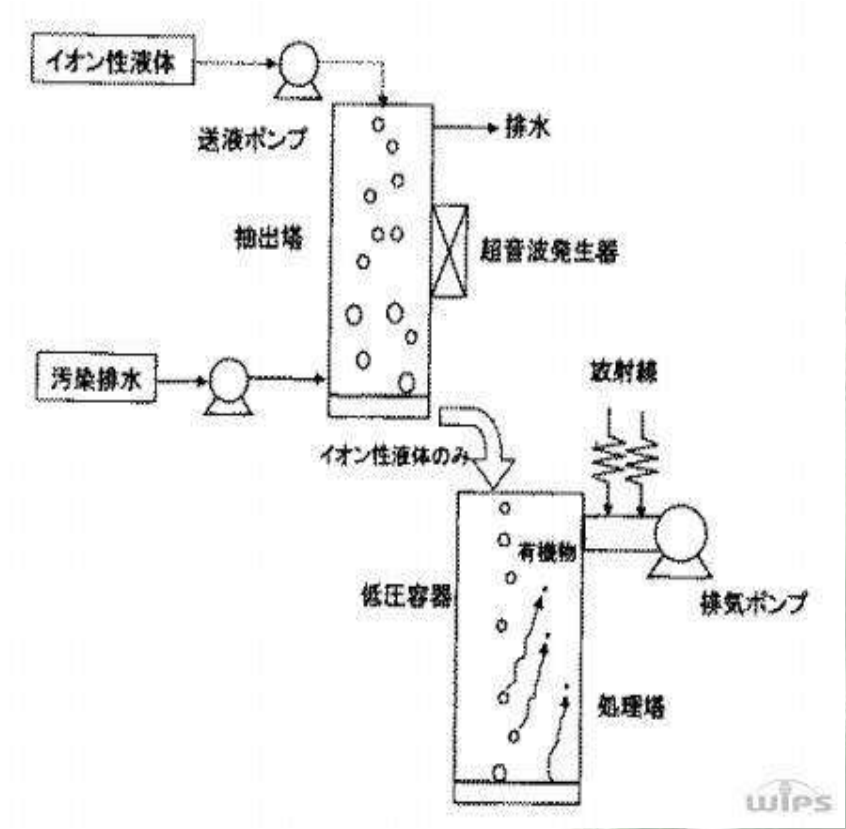 イオン性液体
送液ポンプ
排水
抽出塔
超音波発生器
汚染排水
放射線
イオン性液体のみ
有機物
低圧容器
排気ポンプ
処理塔
WIPS